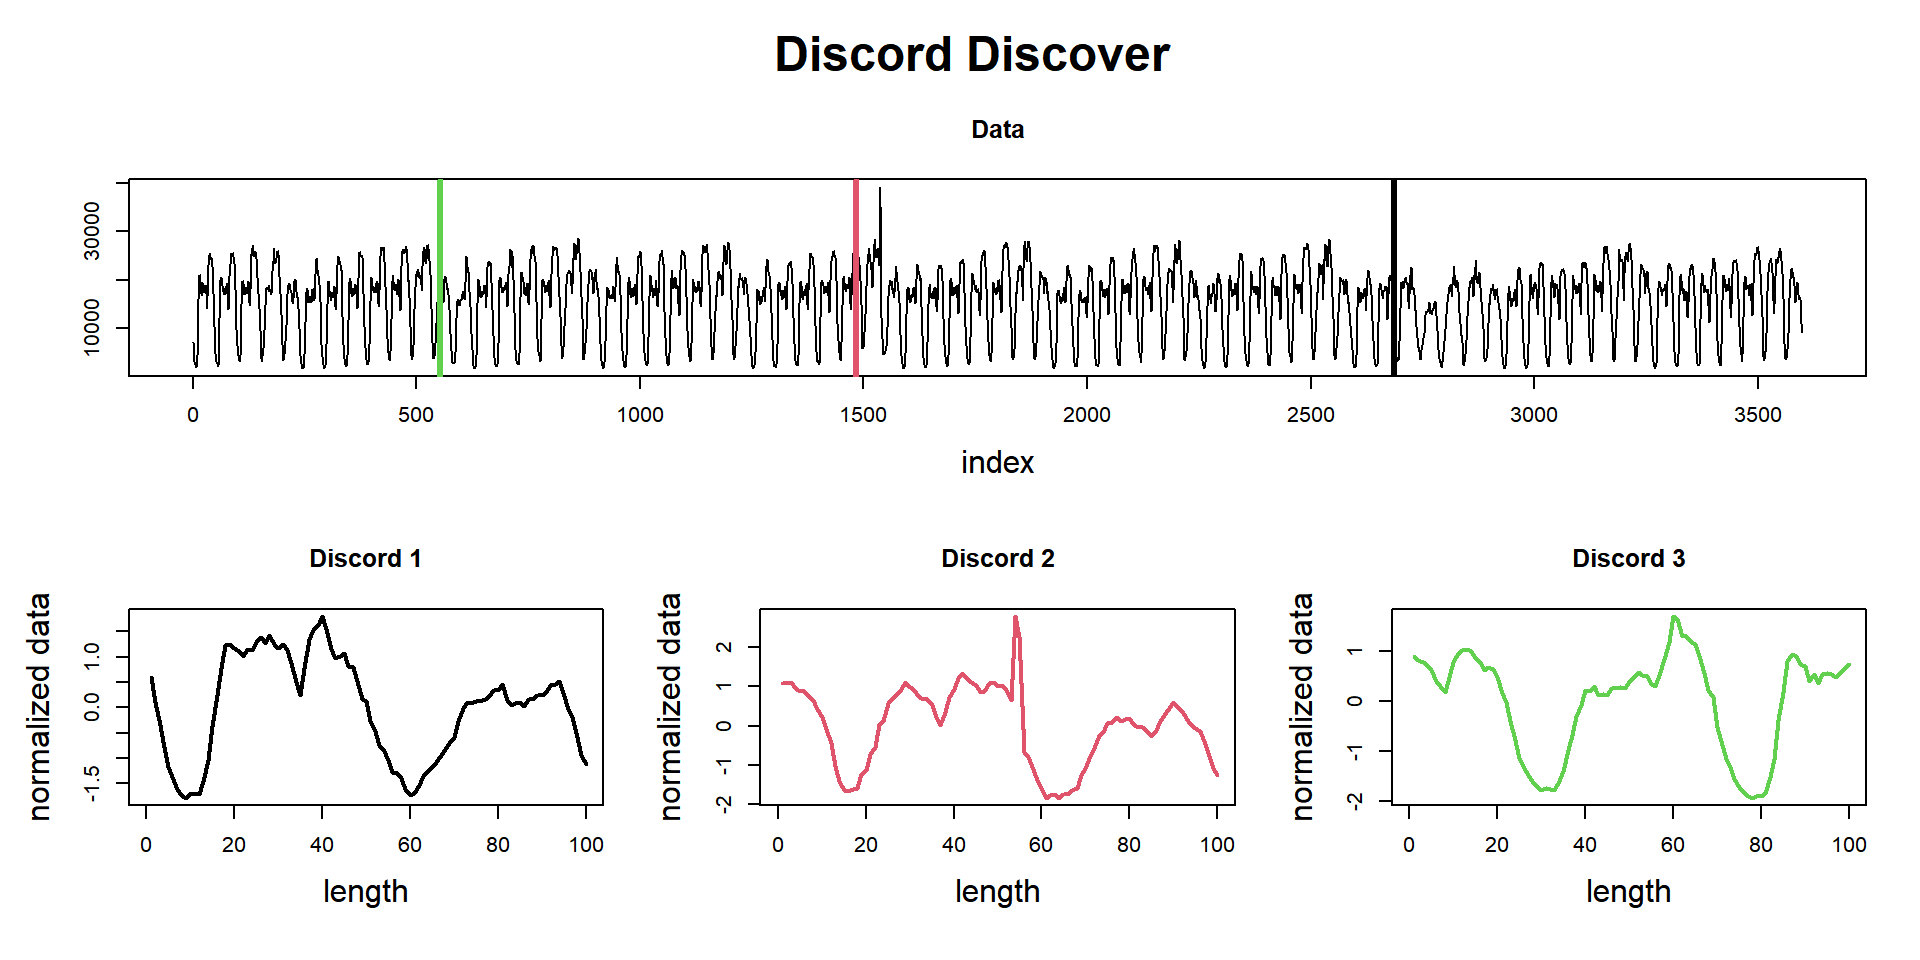 Discord Discover
Data
30000
10000
0 500 1000 1500 2000 2500 3000 3500
index
Discord 1 Discord 2 Discord 3
normalized data
1.0
0.0
-1.5
0 20 40 60 80 100
length
normalized data
2
1
0
-1
-2
0 20 40 60 80 100
length
normalized data
1
0
-1
-2
0 20 40 60 80 100
length